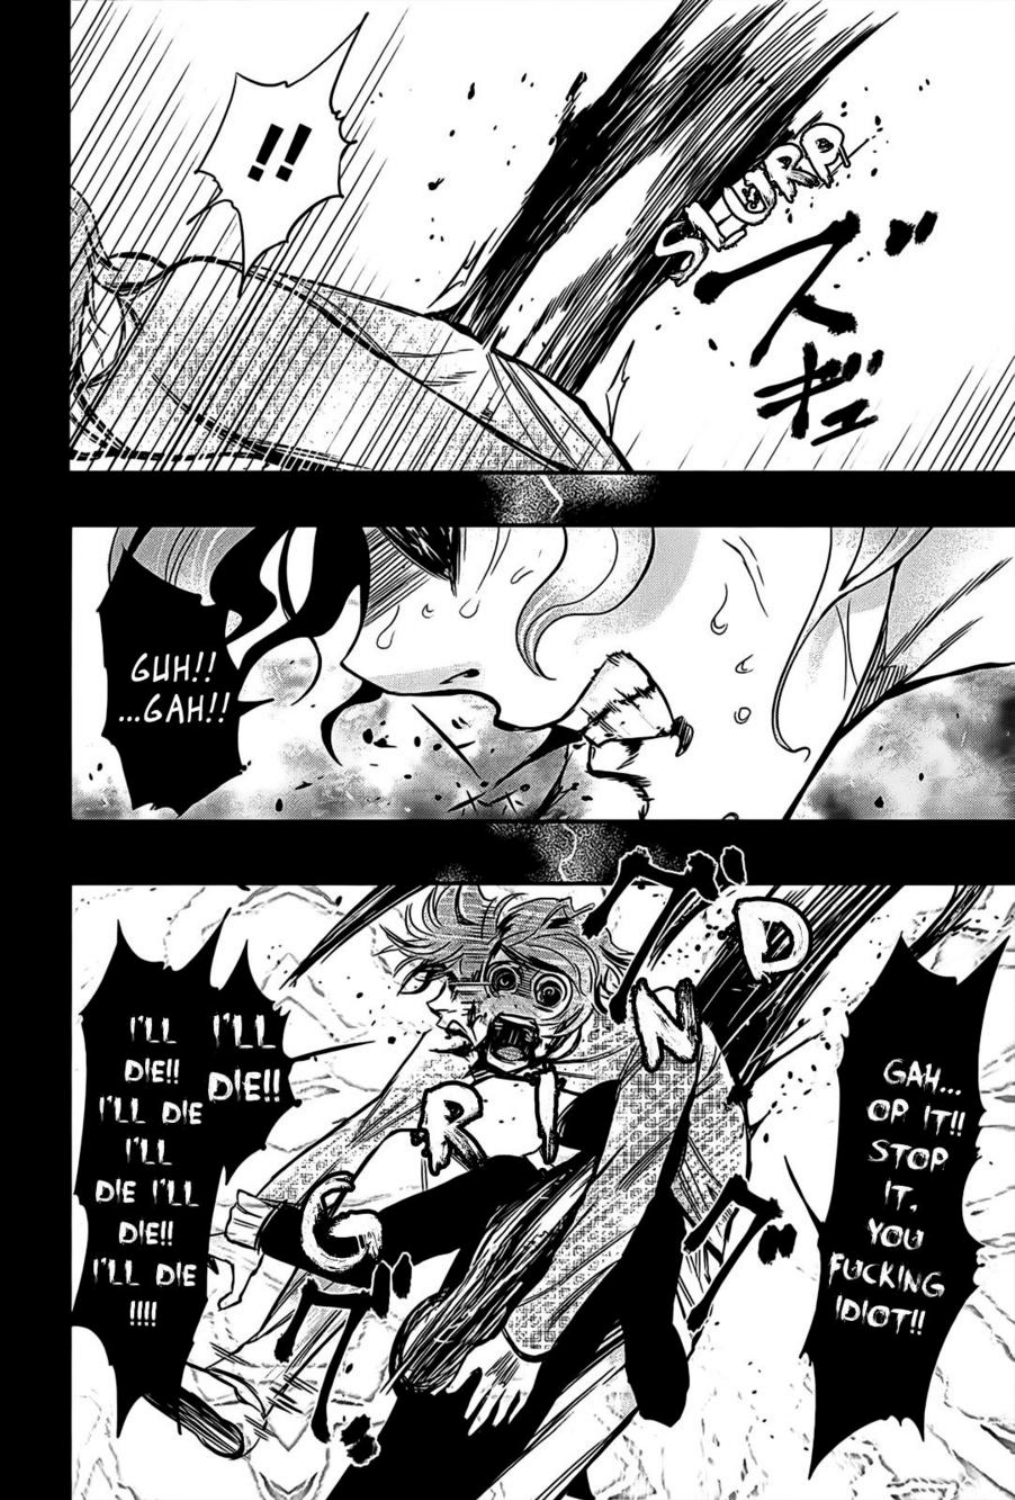 !!
SLURP
ズギュ
GUH!!
...GAH!!
GAH...
OP IT!!
STOP
IT.
YOU
FUCKING
IDIOT!!
GRIND
I'LL
DIE!!
I'LL
DIE!!
I'LL DIE
I'LL
DIE I'LL
DIE!!
I'LL DIE
!!!!